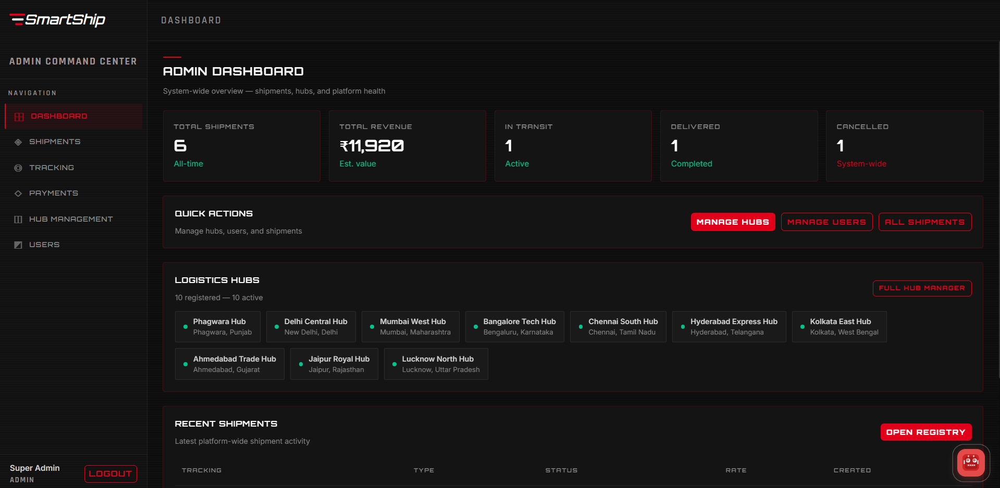 SmartShip
DASHBOARD
ADMIN COMMAND CENTER
NAVIGATION
DASHBOARD
SHIPMENTS
TRACKING
PAYMENTS
HUB MANAGEMENT
USERS
Super Admin
ADMIN
LOGOUT
ADMIN DASHBOARD
System-wide overview — shipments, hubs, and platform health
TOTAL SHIPMENTS
6
All-time
TOTAL REVENUE
₹11,920
Est. value
IN TRANSIT
1
Active
DELIVERED
1
Completed
CANCELLED
1
System-wide
QUICK ACTIONS
Manage hubs, users, and shipments
MANAGE HUBS
MANAGE USERS
ALL SHIPMENTS
LOGISTICS HUBS
10 registered — 10 active
FULL HUB MANAGER
Phagwara Hub
Phagwara, Punjab
Delhi Central Hub
New Delhi, Delhi
Mumbai West Hub
Mumbai, Maharashtra
Bangalore Tech Hub
Bengaluru, Karnataka
Chennai South Hub
Chennai, Tamil Nadu
Hyderabad Express Hub
Hyderabad, Telangana
Kolkata East Hub
Kolkata, West Bengal
Ahmedabad Trade Hub
Ahmedabad, Gujarat
Jaipur Royal Hub
Jaipur, Rajasthan
Lucknow North Hub
Lucknow, Uttar Pradesh
RECENT SHIPMENTS
Latest platform-wide shipment activity
OPEN REGISTRY
TRACKING
TYPE
STATUS
RATE
CREATED